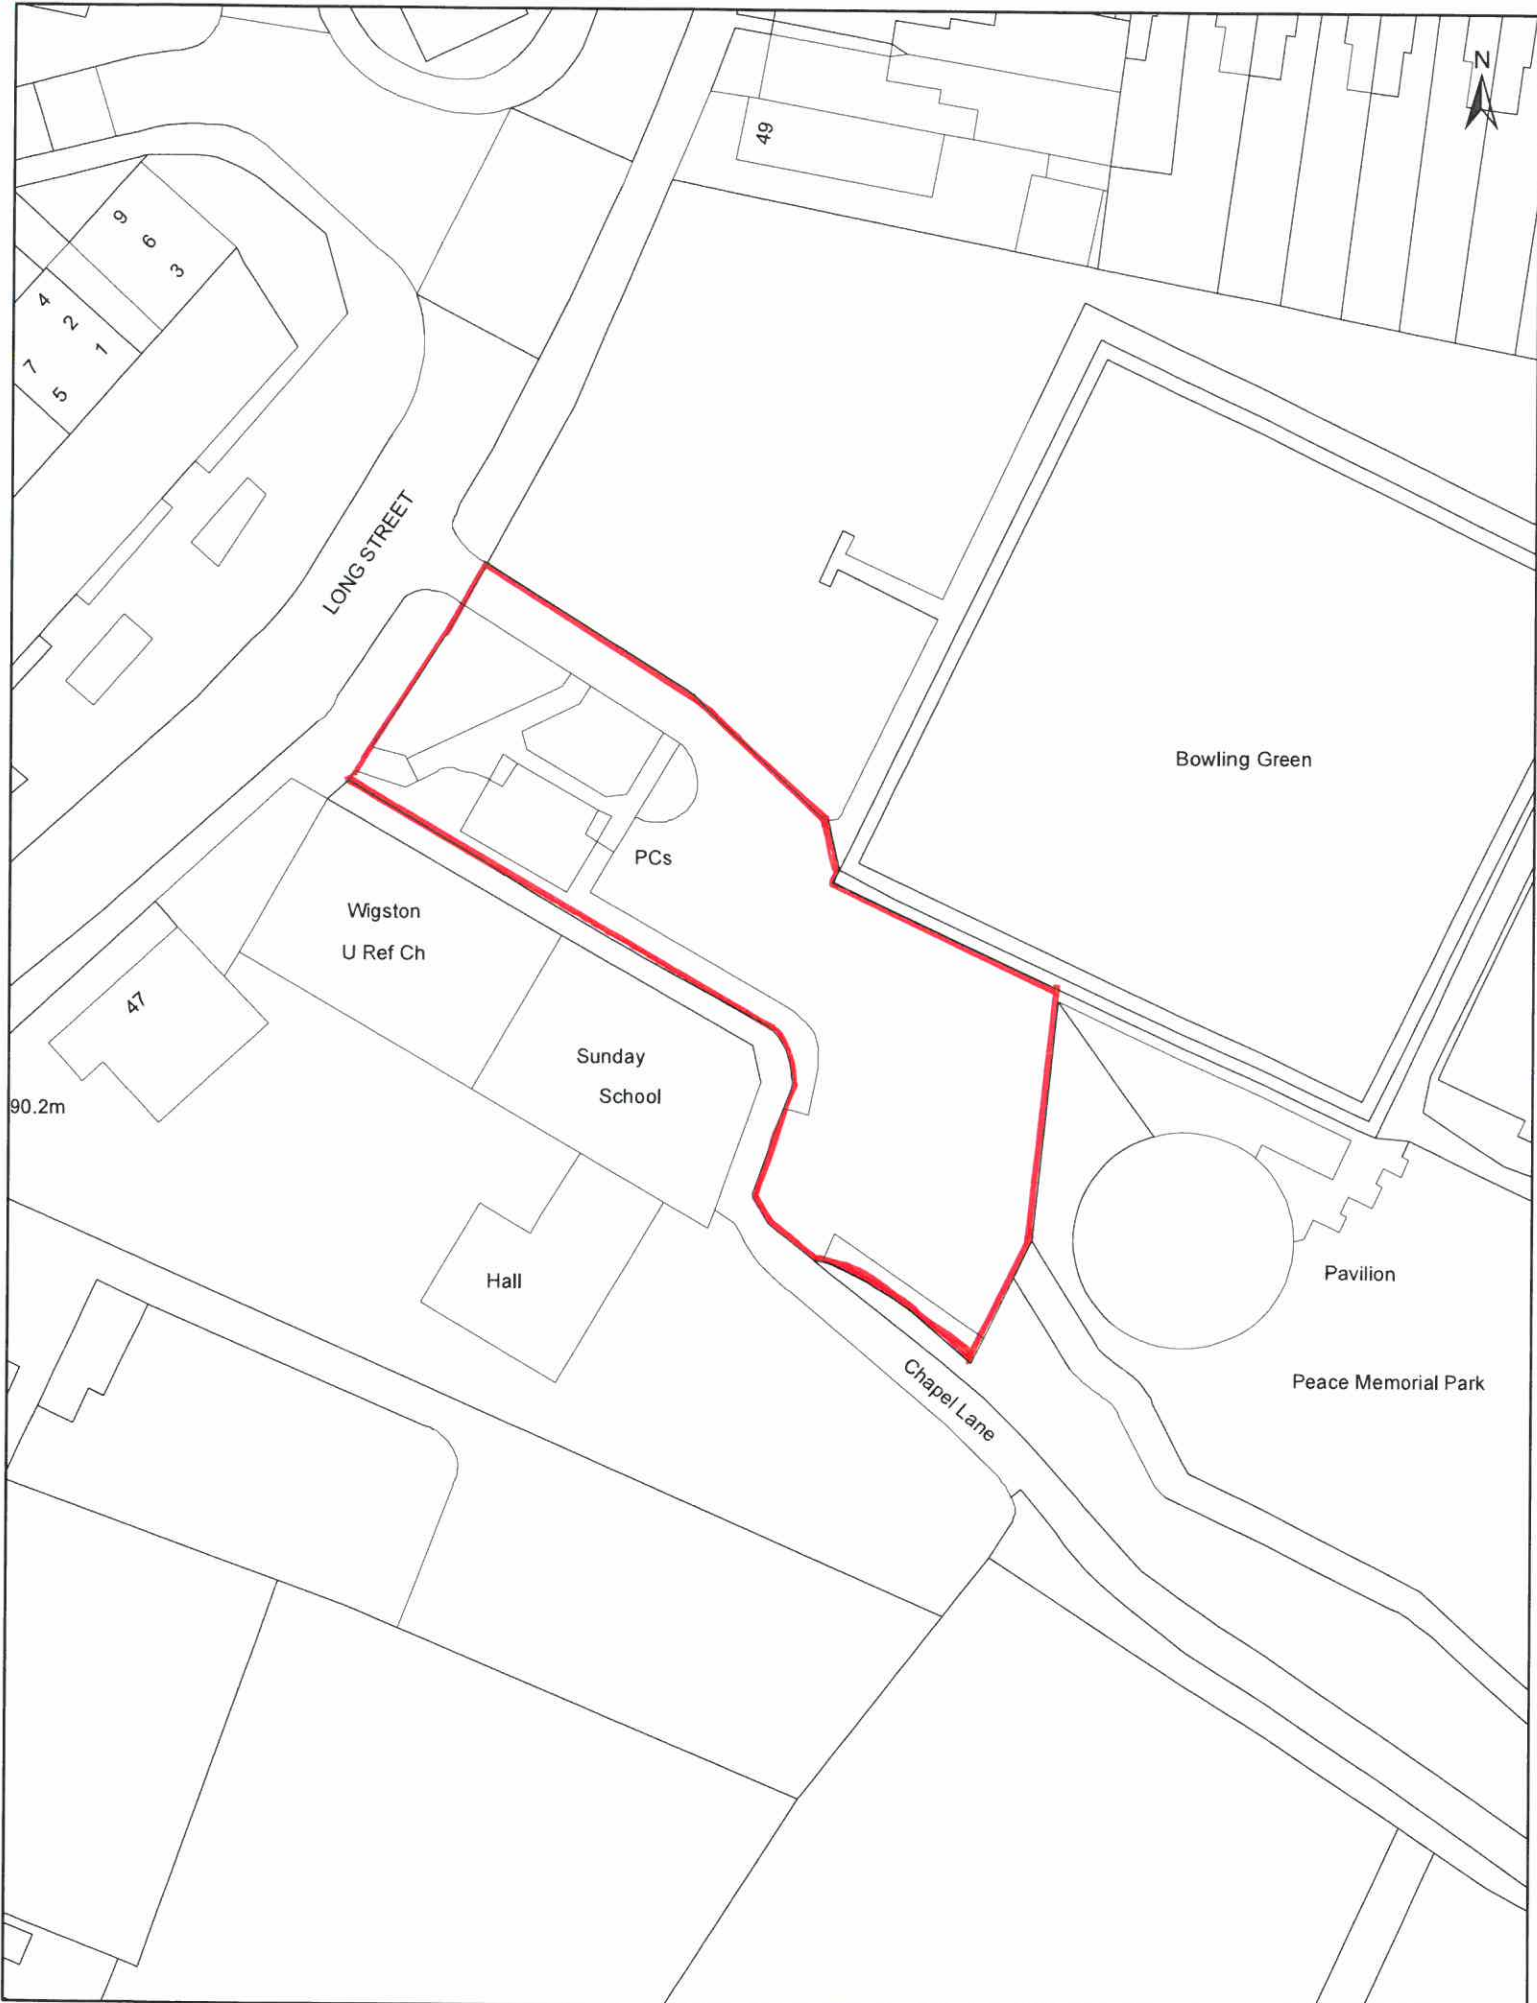 N
49
9
6
3
4
2
1
7
5
LONG STREET
Bowling Green
PCs
Wigston
U Ref Ch
47
Sunday
School
90.2m
Hall
Pavilion
Chapel Lane
Peace Memorial Park